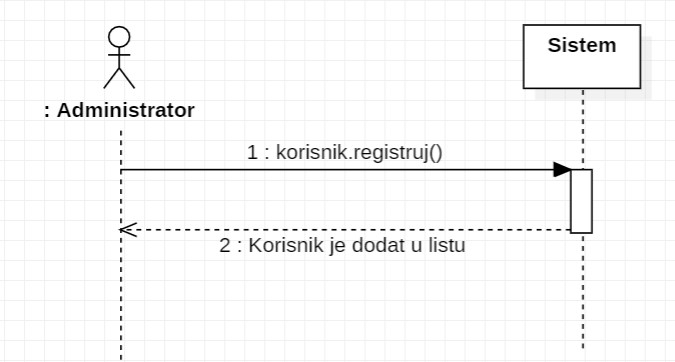 Sistem
: Administrator
1 : korisnik.registruj()
2 : Korisnik je dodat u listu